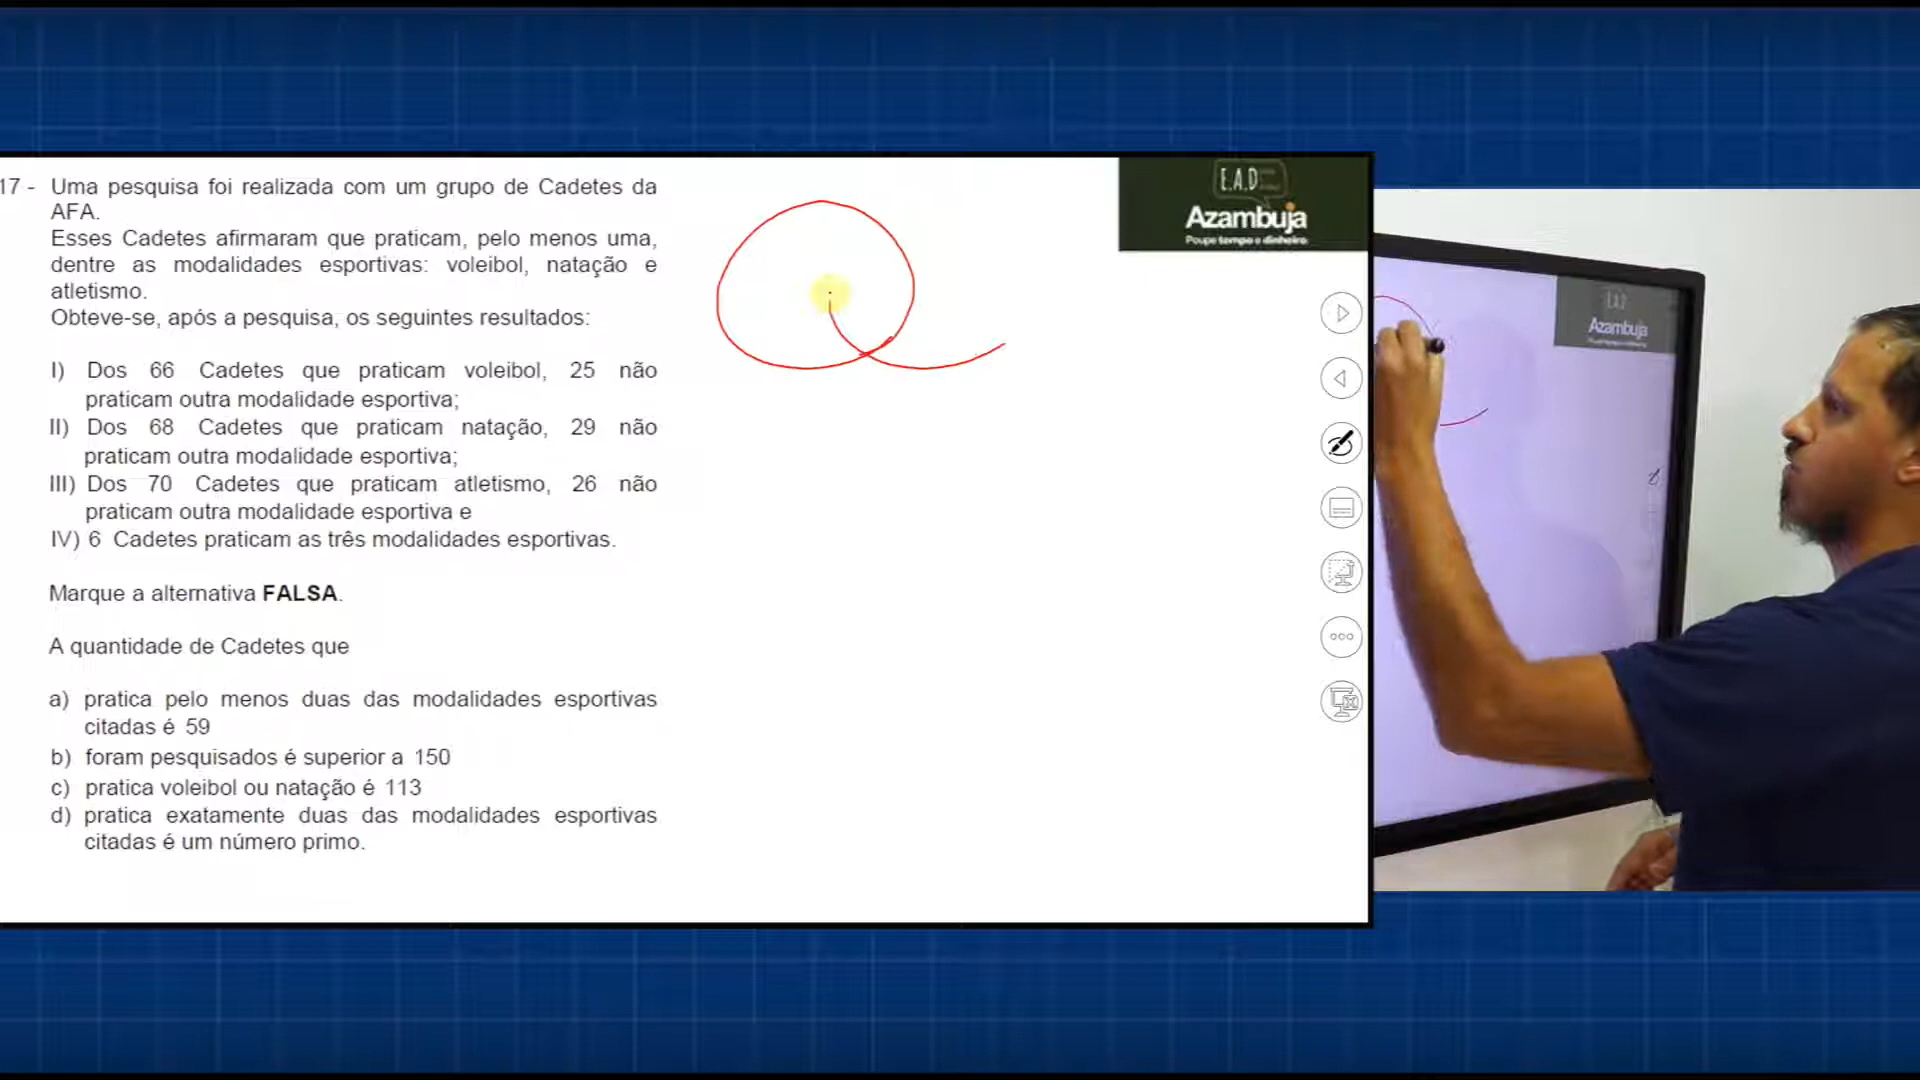 17 - Uma pesquisa foi realizada com um grupo de Cadetes da
AFA.
Esses Cadetes afirmaram que praticam, pelo menos uma,
dentre as modalidades esportivas: voleibol, natação e
atletismo.
Obteve-se, após a pesquisa, os seguintes resultados:
I) Dos 66 Cadetes que praticam voleibol, 25 não
praticam outra modalidade esportiva;
II) Dos 68 Cadetes que praticam natação, 29 não
praticam outra modalidade esportiva;
III) Dos 70 Cadetes que praticam atletismo, 26 não
praticam outra modalidade esportiva e
IV) 6 Cadetes praticam as três modalidades esportivas.
Marque a alternativa FALSA.
A quantidade de Cadetes que
a) pratica pelo menos duas das modalidades esportivas
citadas é 59
b) foram pesquisados é superior a 150
c) pratica voleibol ou natação é 113
d) pratica exatamente duas das modalidades esportivas
citadas é um número primo.
E.A.D
Azambuja
Poupe tempo e dinheiro.
Azambuja